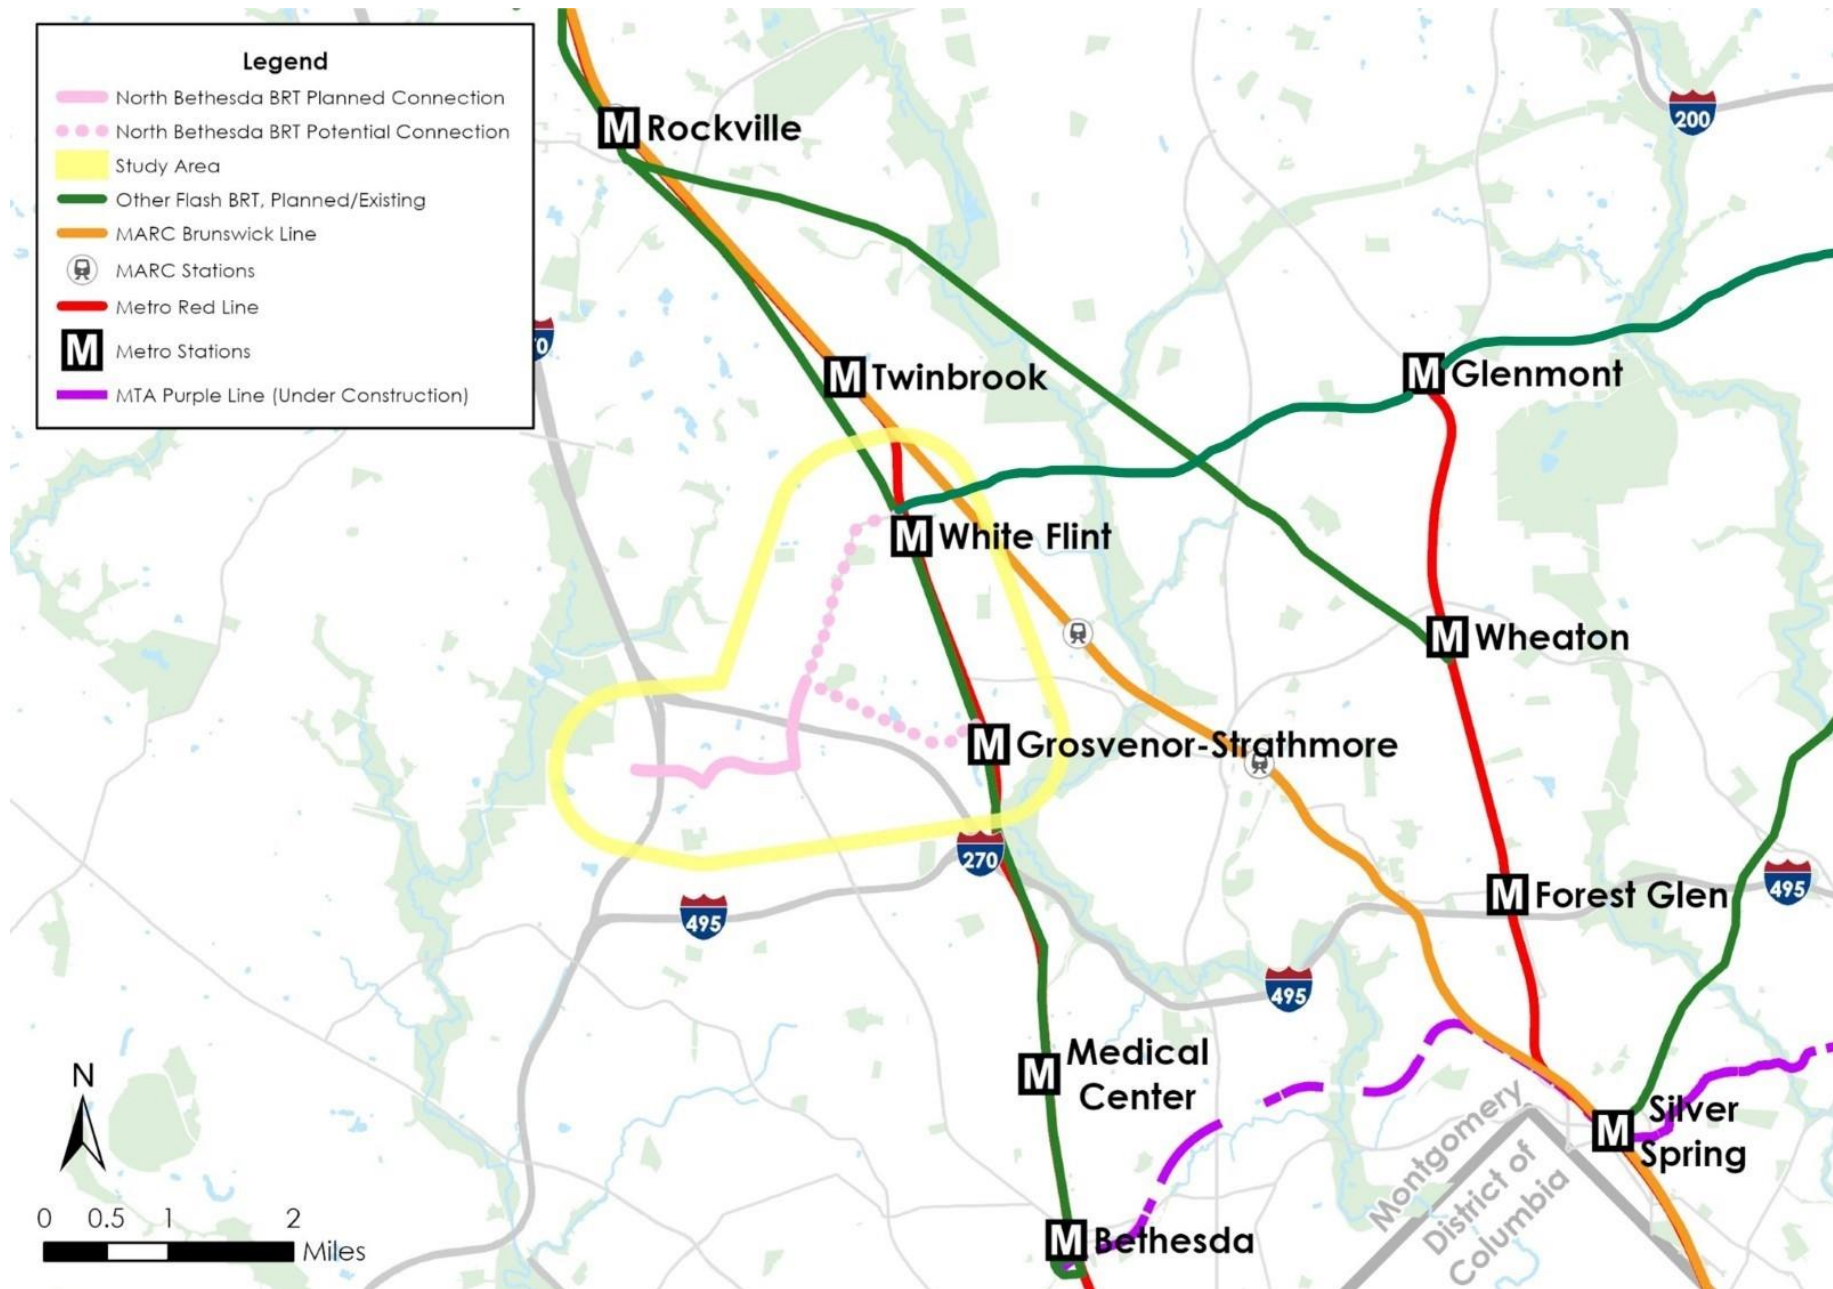 Legend
North Bethesda BRT Planned Connection
North Bethesda BRT Potential Connection
Study Area
Other Flash BRT, Planned/Existing
MARC Brunswick Line
MARC Stations
Metro Red Line
M Metro Stations
MTA Purple Line (Under Construction)
M Rockville
200
0
M Twinbrook
M Glenmont
M White Flint
M Wheaton
M Grosvenor-Strathmore
270
495
M Forest Glen
495
495
M Medical
Center
M Silver
Spring
Montgomery
District of
Columbia
M Bethesda
N
0 0.5 1 2
Miles